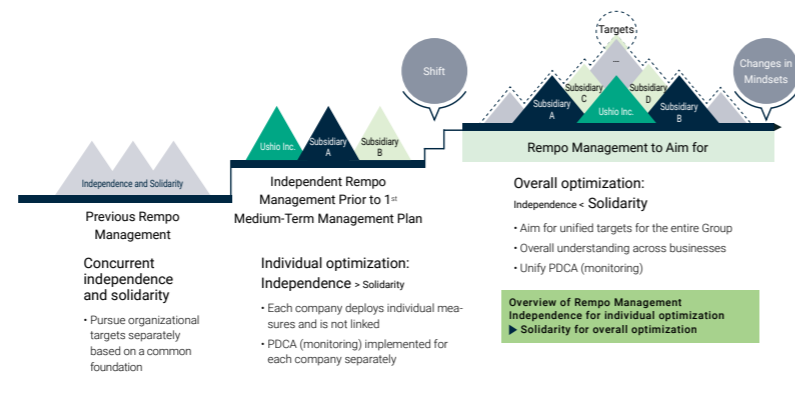 Targets
Shift
Changes in
Mindsets
Subsidiary
C
Subsidiary
D
Subsidiary
A
Ushio Inc.
Subsidiary
B
Ushio Inc.
Subsidiary
A
Subsidiary
B
Independence and Solidarity
Previous Rempo
Management
Concurrent
independence
and solidarity
• Pursue organizational
targets separately
based on a common
foundation
Independent Rempo
Management Prior to 1st
Medium-Term Management Plan
Individual optimization:
Independence > Solidarity
• Each company deploys individual mea-
sures and is not linked
• PDCA (monitoring) implemented for
each company separately
Rempo Management to Aim for
Overall optimization:
Independence < Solidarity
• Aim for unified targets for the entire Group
• Overall understanding across businesses
• Unify PDCA (monitoring)
Overview of Rempo Management
Independence for individual optimization
▶ Solidarity for overall optimization